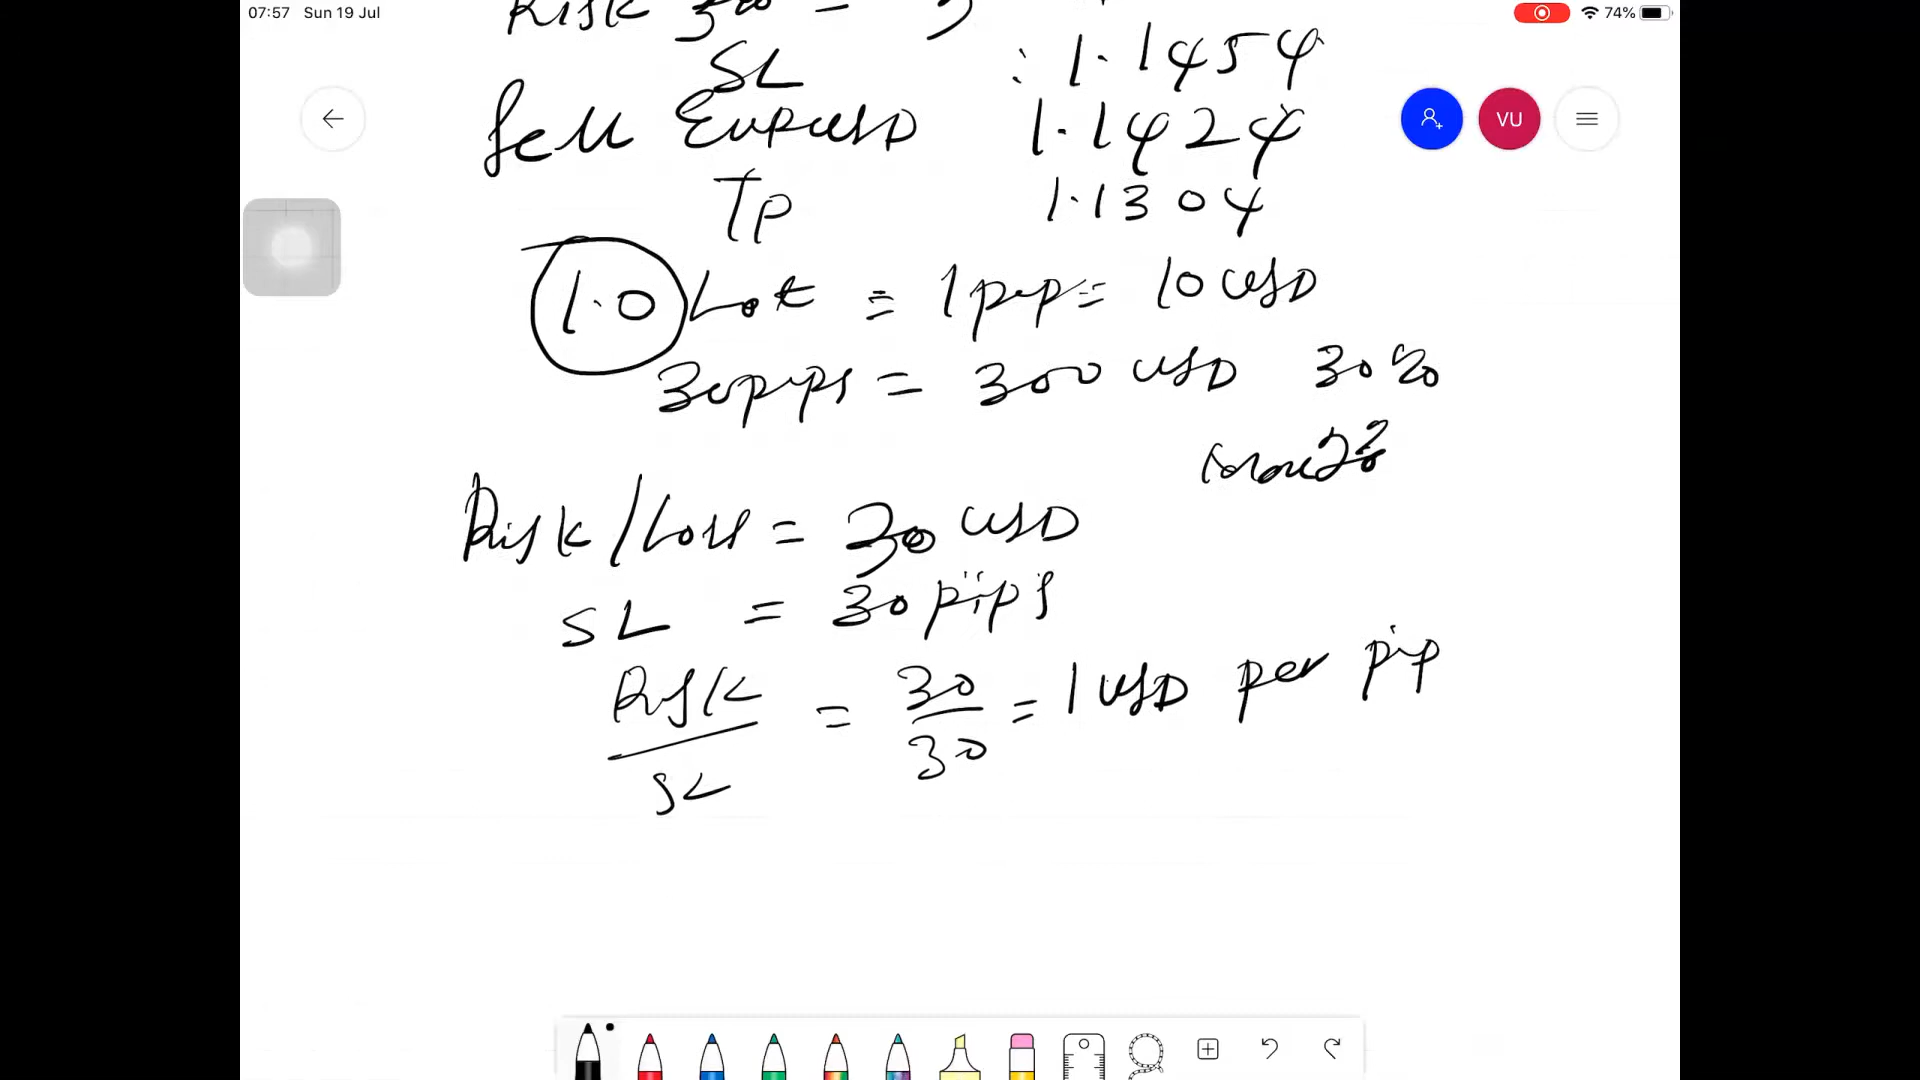 07:57 Sun 19 Jul 74%
Risk 3% =
SL : 1.1454
Sell EURUSD 1.1424
VU
TP 1.1304
1.0 Lot = 1 pip = 10 USD
30 pips = 300 USD 30%
Risk/Loss = 30 USD
SL = 30 pips
Risk/SL = 30/30 = 1 USD per pip